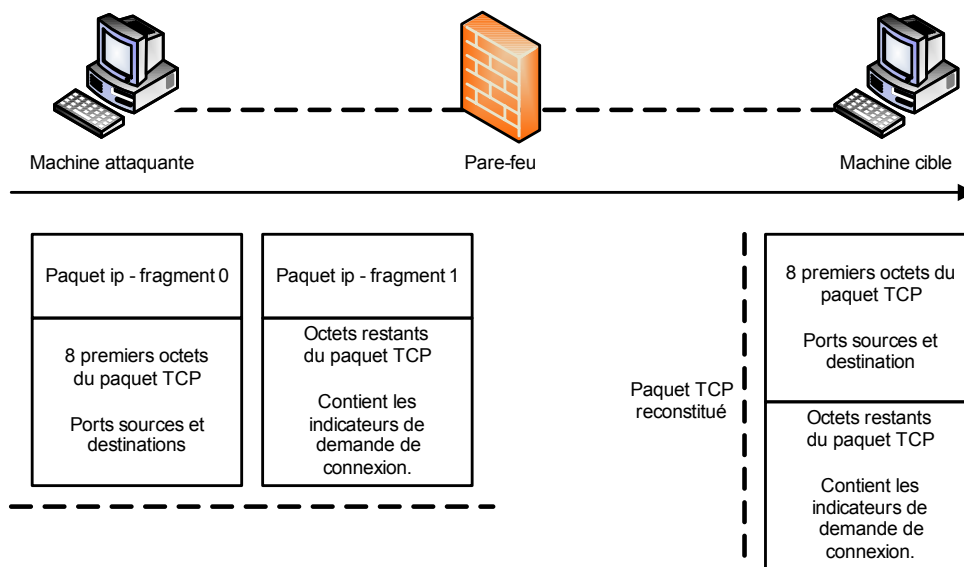 Machine attaquante
Pare-feu
Machine cible
Paquet ip - fragment 0
8 premiers octets
du paquet TCP
Ports sources et
destinations
Paquet ip - fragment 1
Octets restants
du paquet TCP
Contient les
indicateurs de
demande de
connexion.
Paquet TCP
reconstitué
8 premiers octets du
paquet TCP
Ports sources et
destination
Octets restants
du paquet TCP
Contient les
indicateurs de
demande de
connexion.